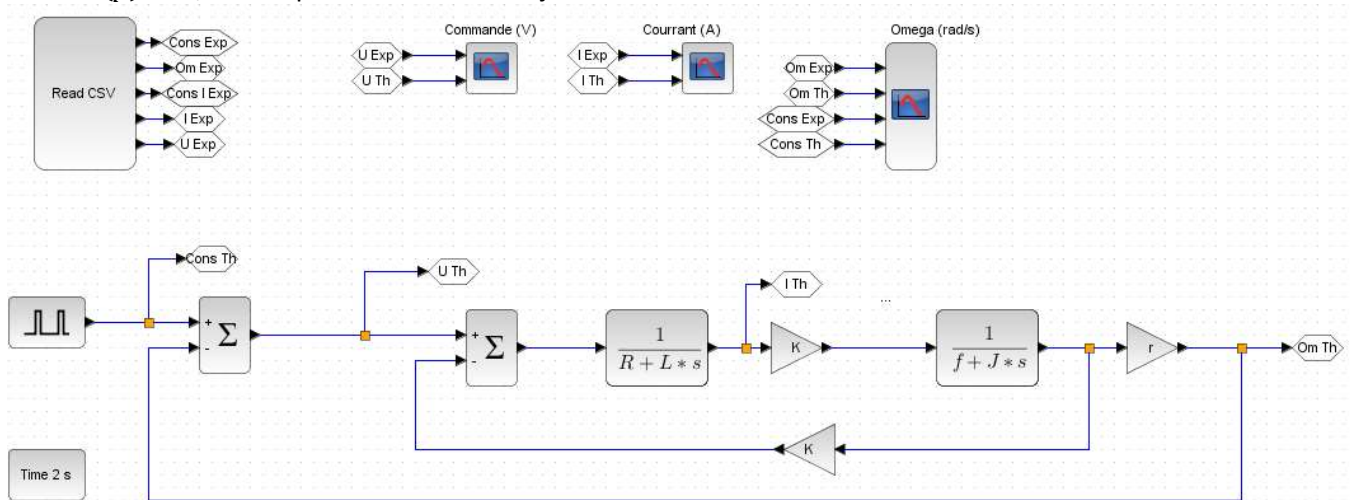 Commande (V)
Courrant (A)
Omega (rad/s)
Read CSV
Cons Exp
Om Exp
Cons I Exp
I Exp
U Exp
U Exp
U Th
I Exp
I Th
Om Exp
Om Th
Cons Exp
Cons Th
Cons Th
U Th
I Th
...
+
-
Σ
+
-
Σ
1
R + L * s
K
1
f + J * s
r
Om Th
K
Time 2 s